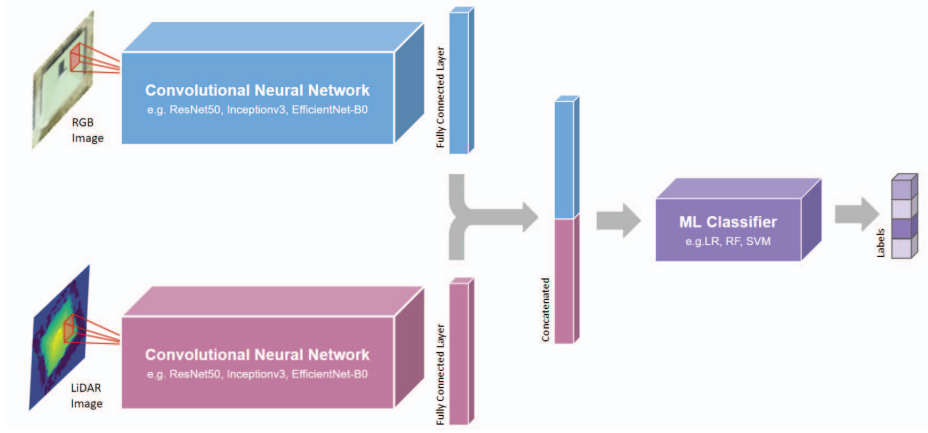 RGB
Image
Convolutional Neural Network
e.g. ResNet50, Inceptionv3, EfficientNet-B0
Fully Connected Layer
Concatenated
ML Classifier
e.g.LR, RF, SVM
Labels
LiDAR
Image
Convolutional Neural Network
e.g. ResNet50, Inceptionv3, EfficientNet-B0
Fully Connected Layer